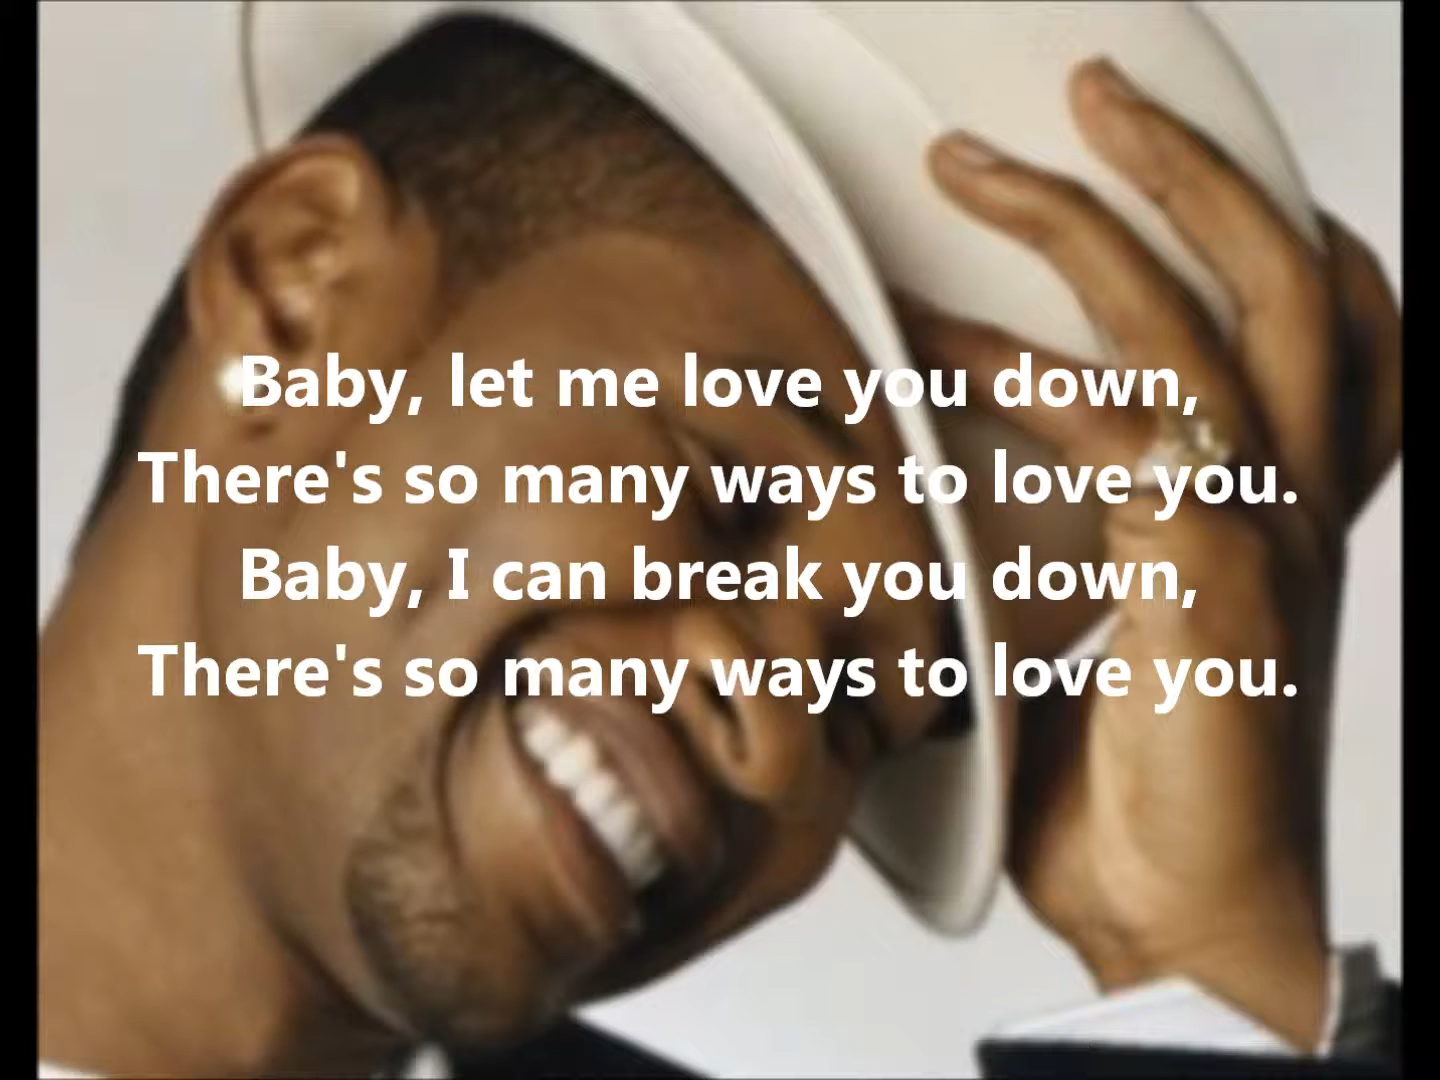 Baby, let me love you down,
There's so many ways to love you.
Baby, I can break you down,
There's so many ways to love you.